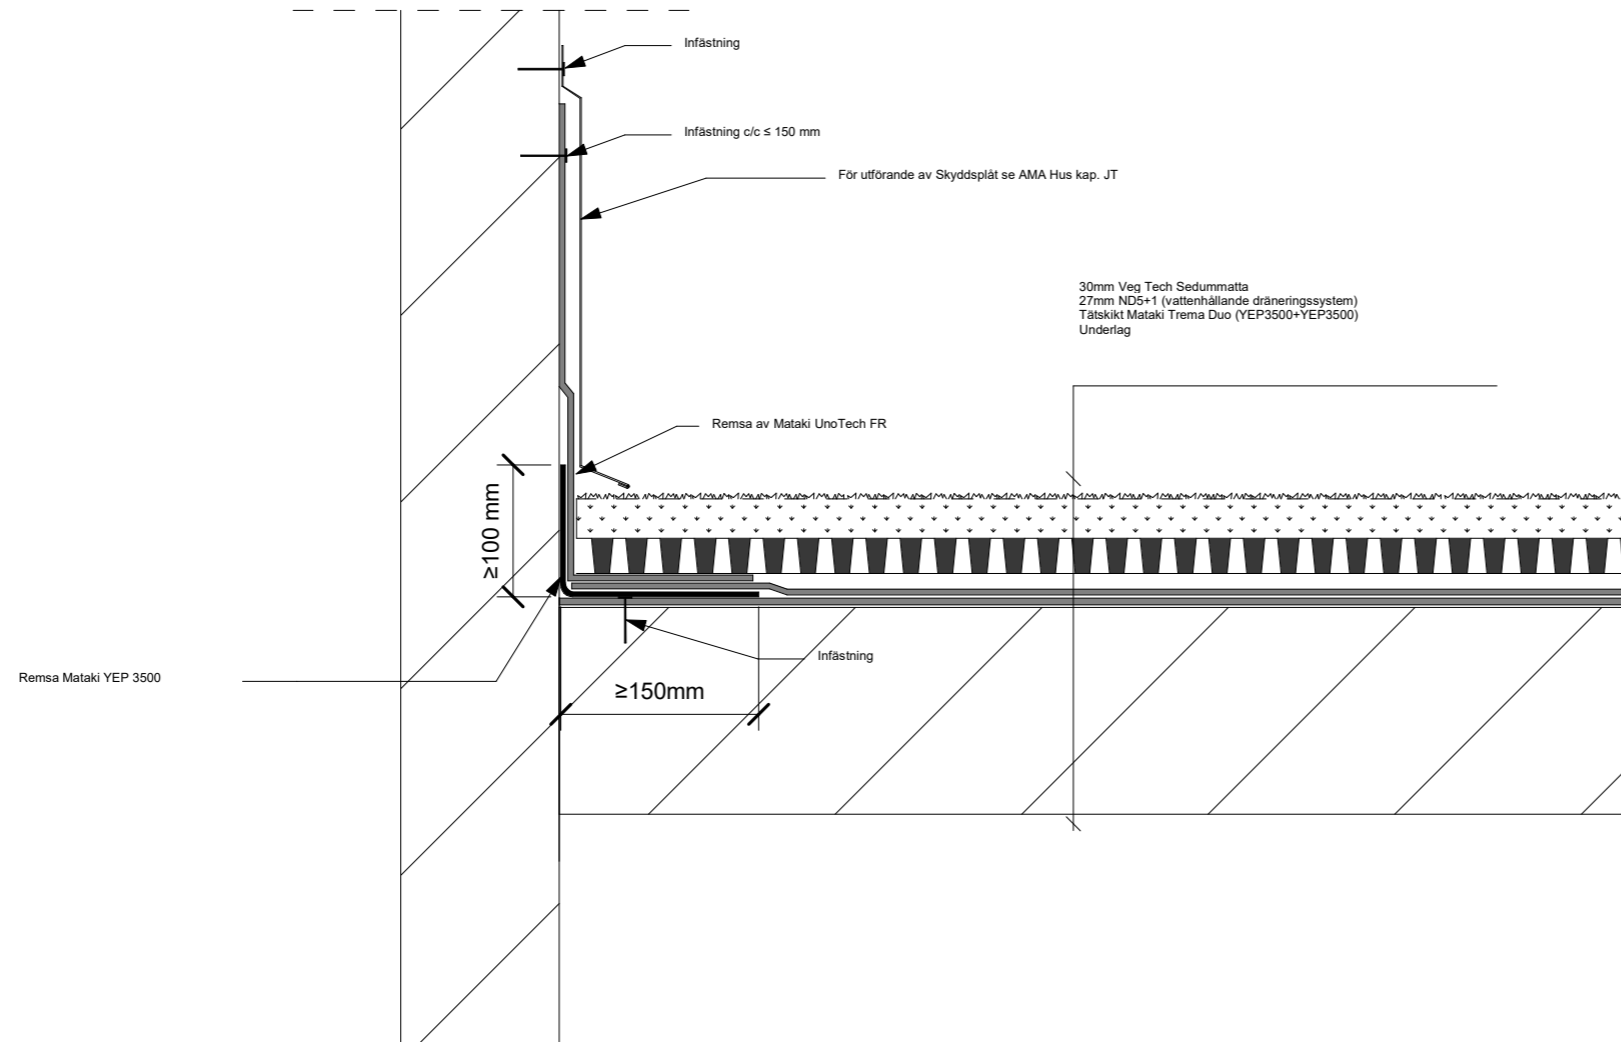 Infästning
Infästning c/c ≤ 150 mm
För utförande av Skyddsplåt se AMA Hus kap. JT
30mm Veg Tech Sedummatta
27mm ND5+1 (vattenhållande dräneringssystem)
Tätskikt Mataki Trema Duo (YEP3500+YEP3500)
Underlag
Remsa av Mataki UnoTech FR
≥100 mm
Infästning
Remsa Mataki YEP 3500
≥150mm